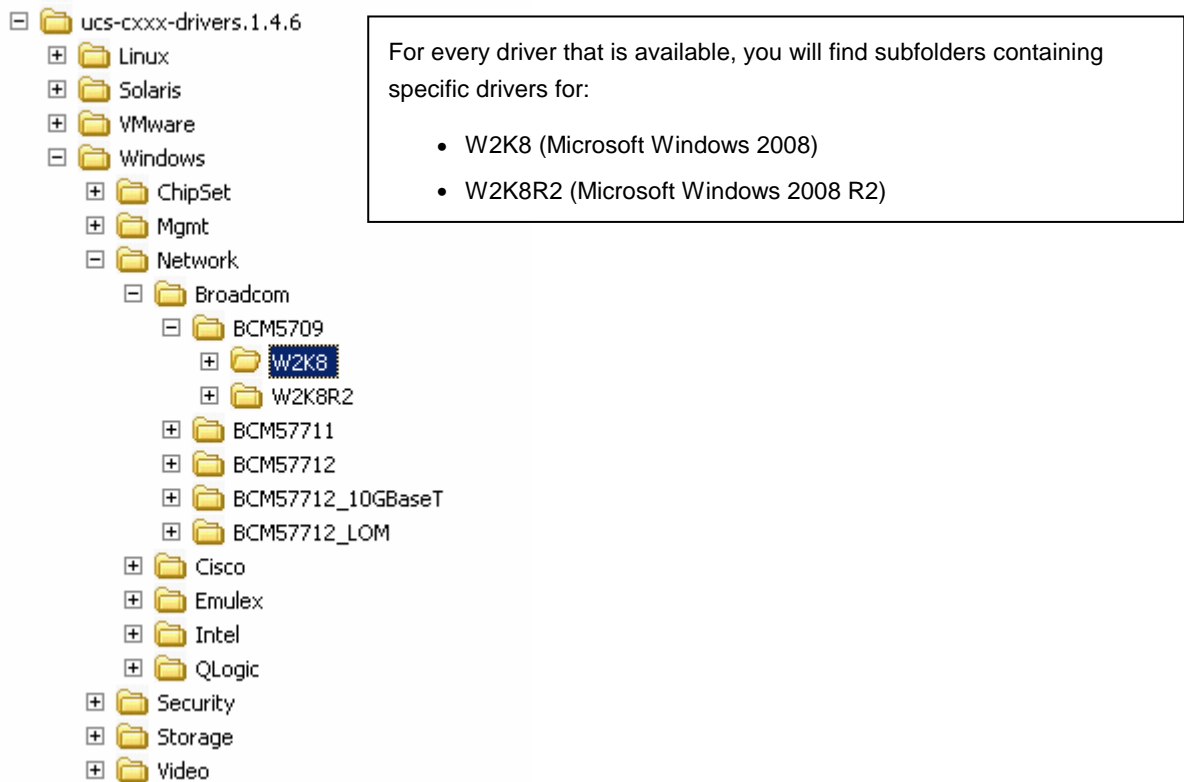 ucs-cxxx-drivers.1.4.6
Linux
Solaris
VMware
Windows
ChipSet
Mgmt
Network
Broadcom
BCM5709
W2K8
W2K8R2
BCM57711
BCM57712
BCM57712_10GBaseT
BCM57712_LOM
Cisco
Emulex
Intel
QLogic
Security
Storage
Video
For every driver that is available, you will find subfolders containing
specific drivers for:
• W2K8 (Microsoft Windows 2008)
• W2K8R2 (Microsoft Windows 2008 R2)